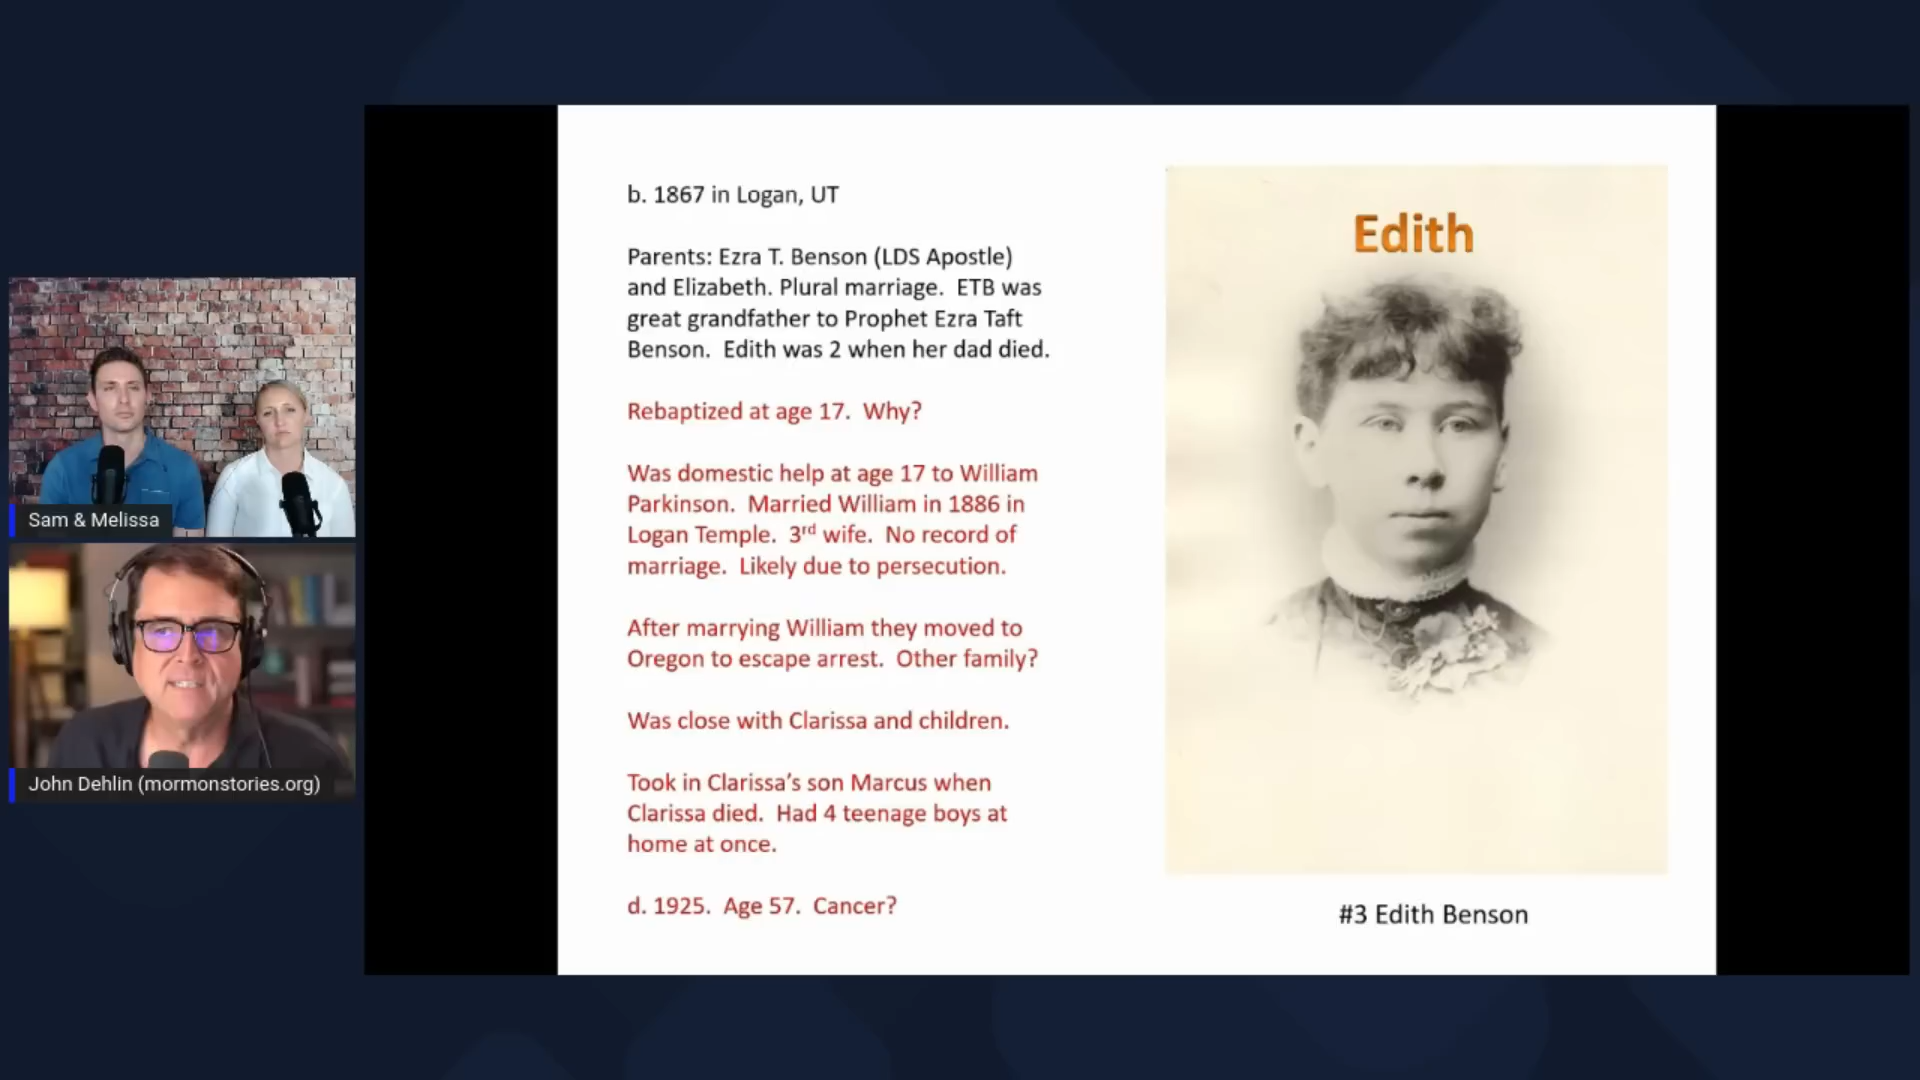 b. 1867 in Logan, UT
Parents: Ezra T. Benson (LDS Apostle)
and Elizabeth. Plural marriage.  ETB was
great grandfather to Prophet Ezra Taft
Benson.  Edith was 2 when her dad died.
Rebaptized at age 17.  Why?
Was domestic help at age 17 to William
Parkinson.  Married William in 1886 in
Logan Temple.  3rd wife.  No record of
marriage.  Likely due to persecution.
After marrying William they moved to
Oregon to escape arrest.  Other family?
Was close with Clarissa and children.
Took in Clarissa’s son Marcus when
Clarissa died.  Had 4 teenage boys at
home at once.
d. 1925.  Age 57.  Cancer?
Edith
#3 Edith Benson
Sam & Melissa
John Dehlin (mormonstories.org)